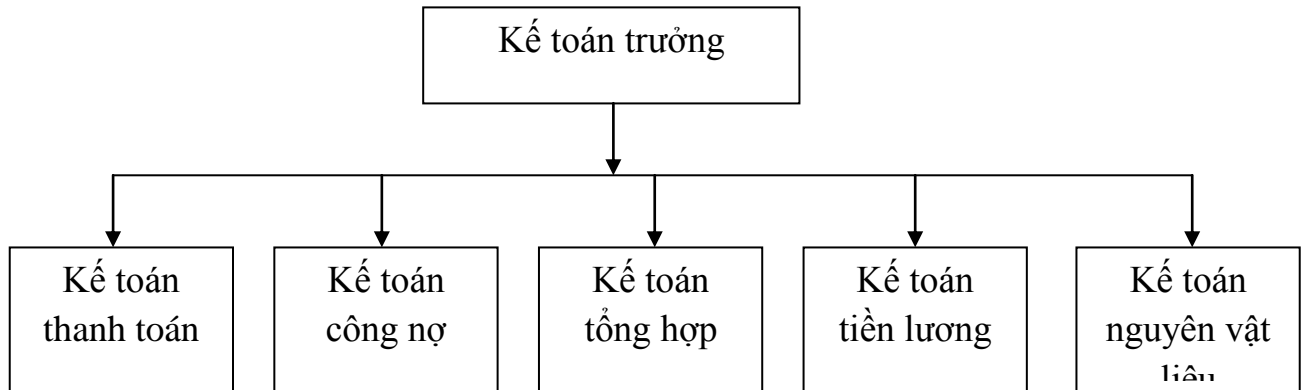 Kế toán trưởng
Kế toán
thanh toán
Kế toán
công nợ
Kế toán
tổng hợp
Kế toán
tiền lương
Kế toán
nguyên vật
liệu